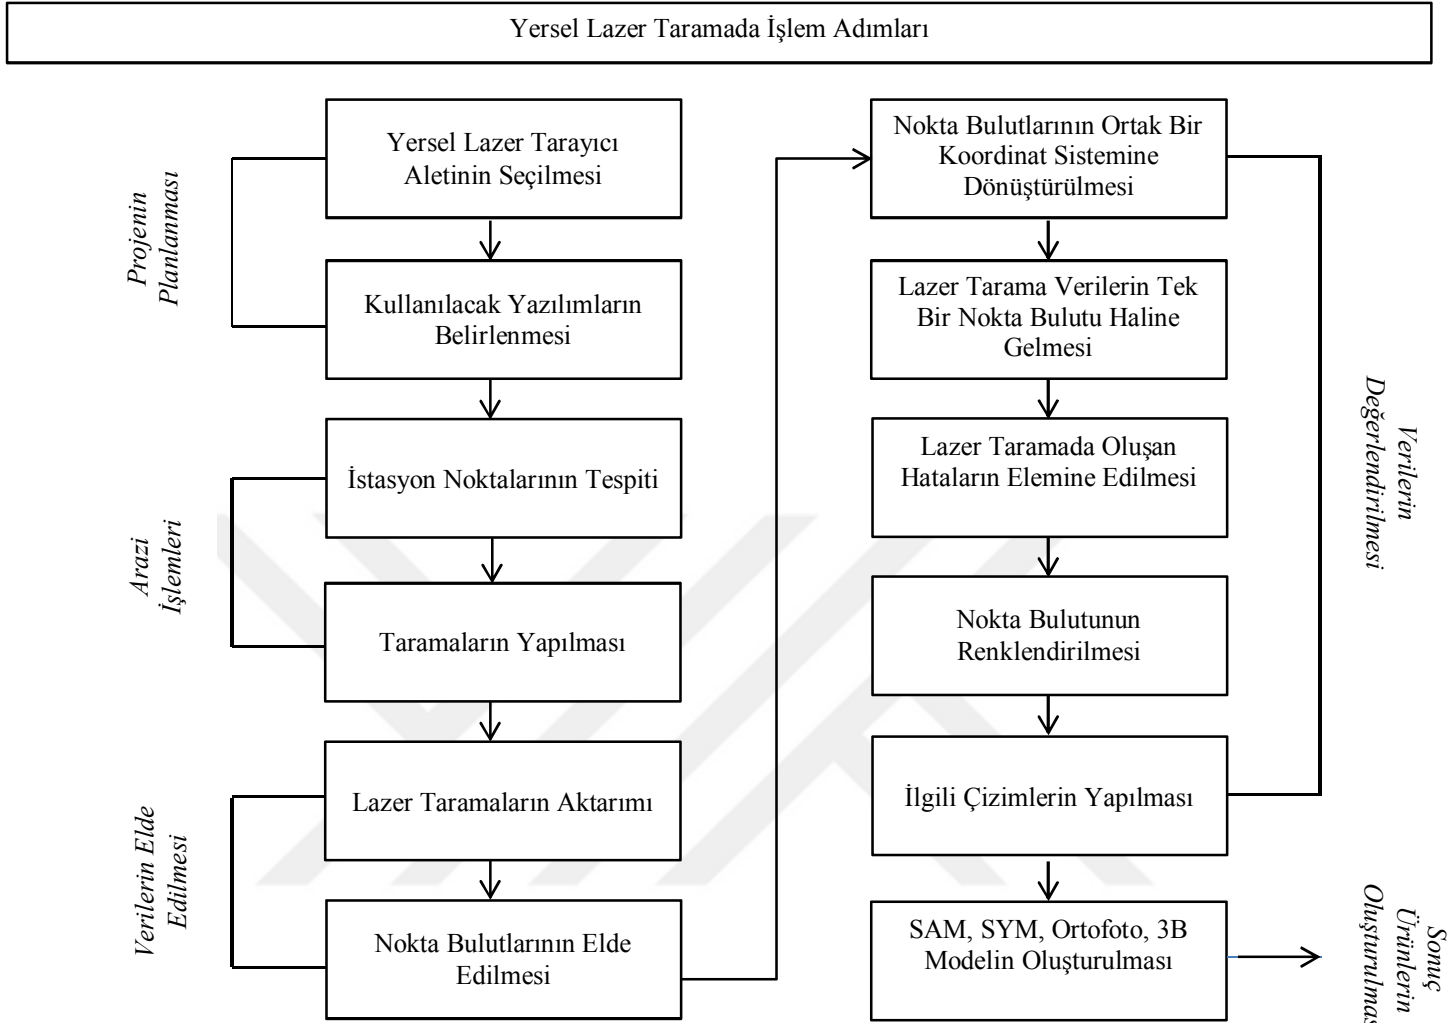 Yersel Lazer Taramada İşlem Adımları
Projenin
Planlanması
Yersel Lazer Tarayıcı
Aletinin Seçilmesi
Kullanılacak Yazılımların
Belirlenmesi
Arazi
İşlemleri
İstasyon Noktalarının Tespiti
Taramaların Yapılması
Verilerin Elde
Edilmesi
Lazer Taramaların Aktarımı
Nokta Bulutlarının Elde
Edilmesi
Nokta Bulutlarının Ortak Bir
Koordinat Sistemine
Dönüştürülmesi
Lazer Tarama Verilerin Tek
Bir Nokta Bulutu Haline
Gelmesi
Lazer Taramada Oluşan
Hataların Elemine Edilmesi
Nokta Bulutunun
Renklendirilmesi
İlgili Çizimlerin Yapılması
Verilerin
Değerlendirilmesi
SAM, SYM, Ortofoto, 3B
Modelin Oluşturulması
Sonuç
Ürünlerin